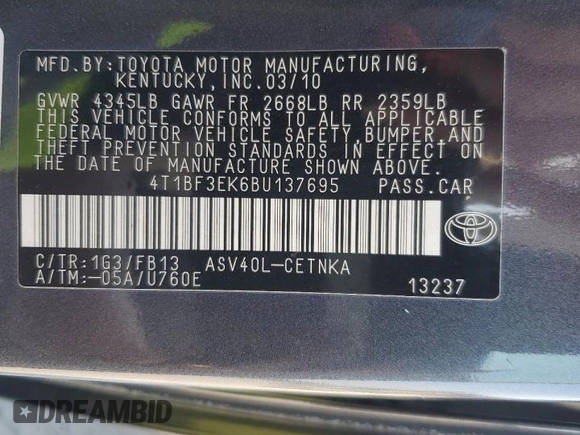 MFD.BY:TOYOTA MOTOR MANUFACTURING,
KENTUCKY, INC.03/10
GVWR 4345LB GAWR FR 2668LB RR 2359LB
THIS VEHICLE CONFORMS TO ALL APPLICABLE
FEDERAL MOTOR VEHICLE SAFETY, BUMPER AND
THEFT PREVENTION STANDARDS IN EFFECT ON
THE DATE OF MANUFACTURE SHOWN ABOVE.
4T1BF3EK6BU137695 PASS.CAR
C/TR:1G3/FB13 ASV40L-CETNKA
A/TM:-05A/U760E 13237
DREAMBID